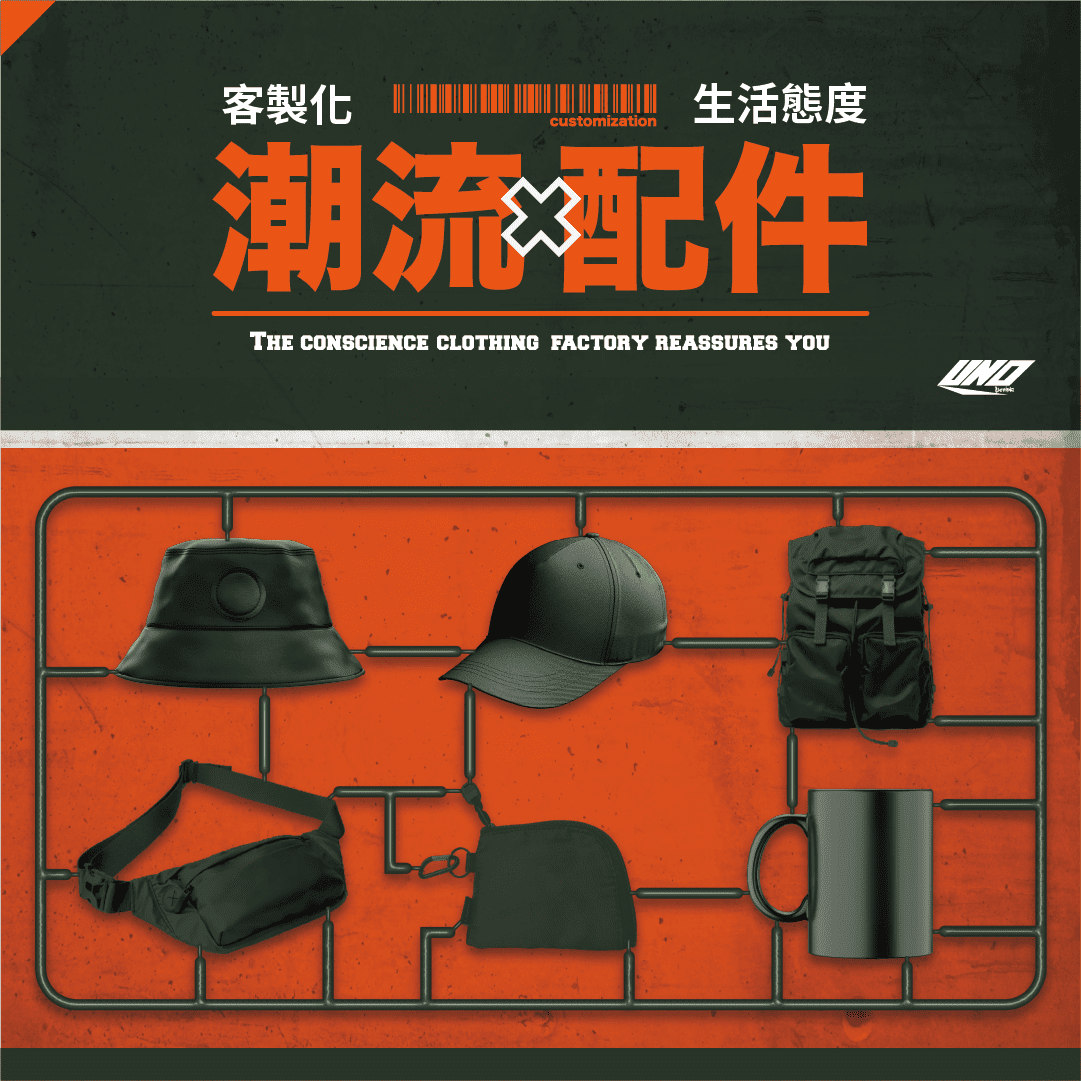 客製化 生活態度
customization
潮流×配件
THE CONSCIENCE CLOTHING FACTORY REASSURES YOU
UNO